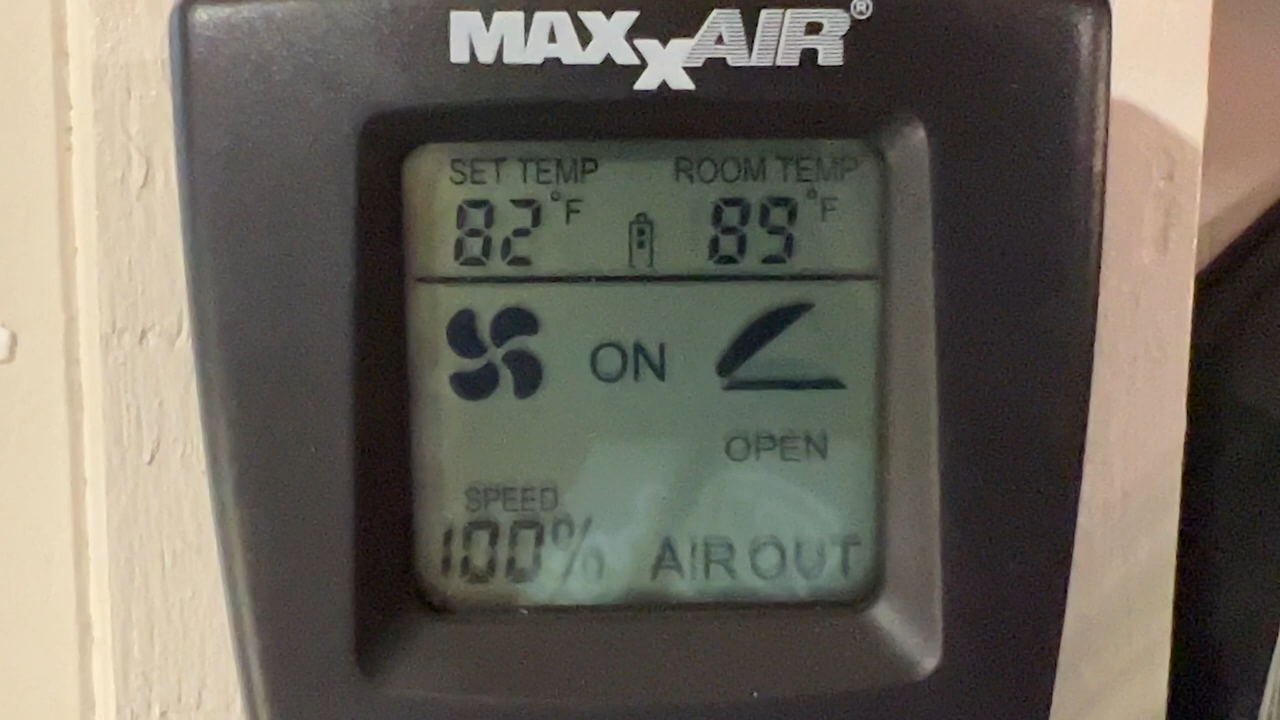 MAXxAIR®
SET TEMP ROOM TEMP
82°F 89°F
ON
OPEN
SPEED
100% AIR OUT